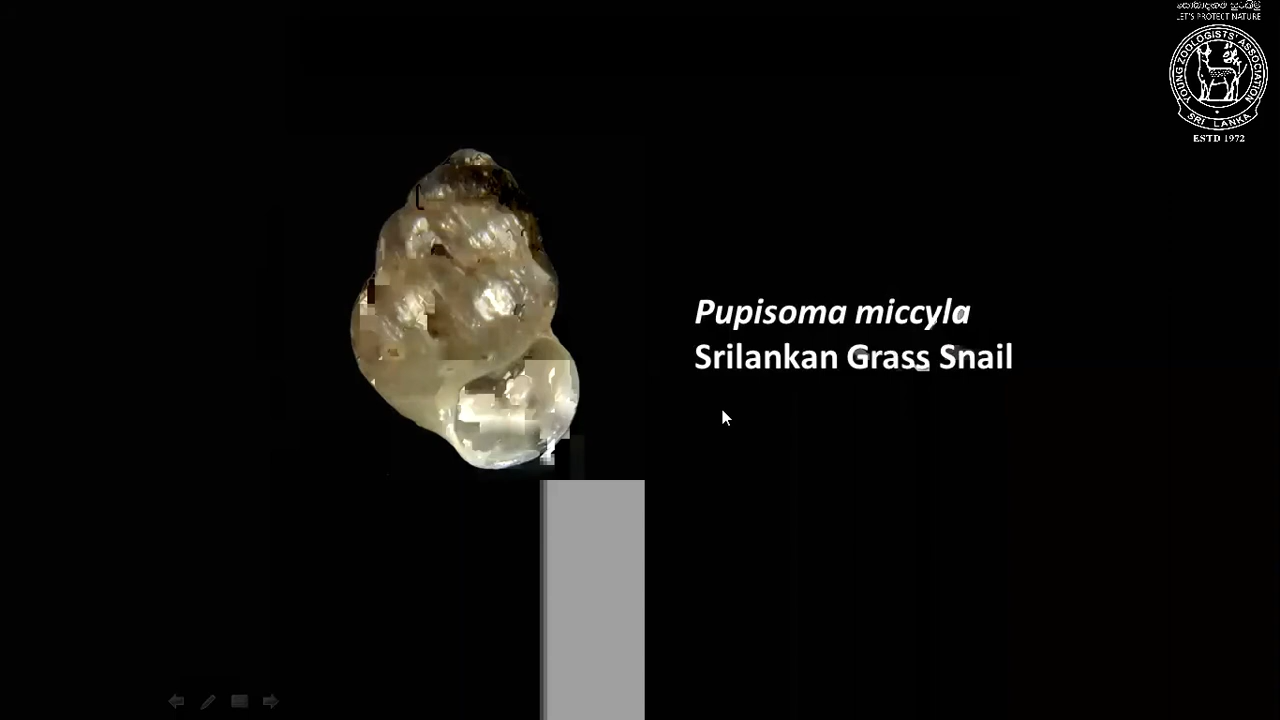 LET'S PROTECT NATURE
YOUNG ZOOLOGISTS' ASSOCIATION
SRI LANKA
ESTD 1972
Pupisoma miccyla
Srilankan Grass Snail